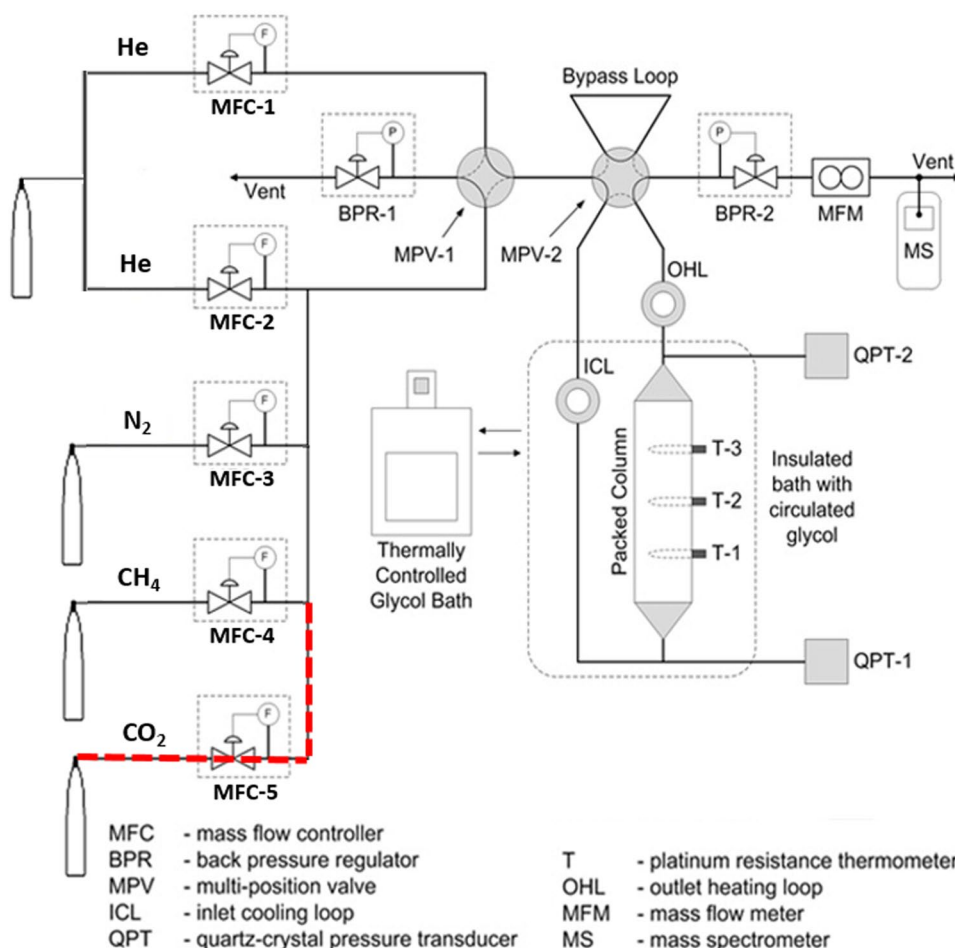 He
F
MFC-1
Bypass Loop
P
Vent
BPR-1
MPV-1
MPV-2
P
BPR-2
MFM
Vent
MS
He
F
MFC-2
OHL
QPT-2
ICL
N₂
F
MFC-3
Thermally
Controlled
Glycol Bath
Packed Column
T-3
T-2
T-1
Insulated
bath with
circulated
glycol
CH₄
F
MFC-4
QPT-1
CO₂
F
MFC-5
MFC - mass flow controller
BPR - back pressure regulator
MPV - multi-position valve
ICL - inlet cooling loop
QPT - quartz-crystal pressure transducer
T - platinum resistance thermometer
OHL - outlet heating loop
MFM - mass flow meter
MS - mass spectrometer